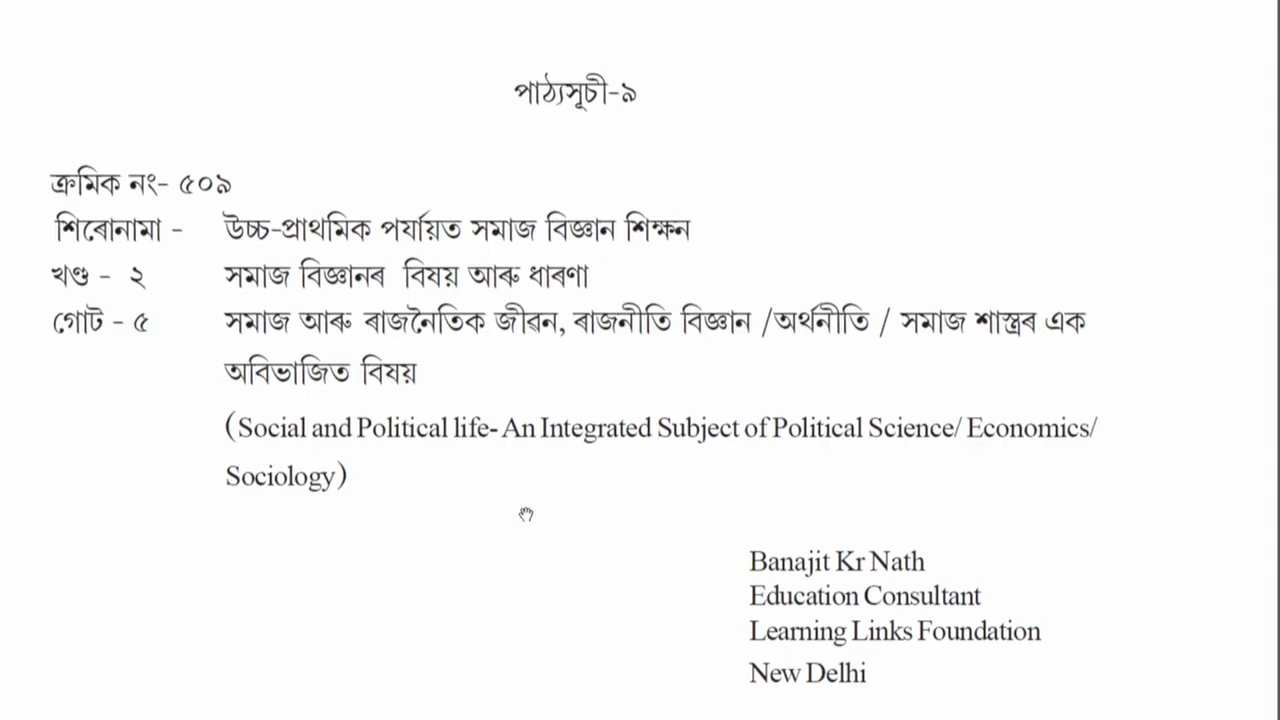 পাঠ্যসূচী-৯
ক্রমিক নং- ৫০৯
শিৰোনামা - উচ্চ-প্রাথমিক পর্যায়ত সমাজ বিজ্ঞান শিক্ষন
খণ্ড - ২ সমাজ বিজ্ঞানৰ বিষয় আৰু ধাৰণা
গোট - ৫ সমাজ আৰু ৰাজনৈতিক জীৱন, ৰাজনীতি বিজ্ঞান /অর্থনীতি / সমাজ শাস্ত্ৰৰ এক
অবিভাজিত বিষয়
(Social and Political life- An Integrated Subject of Political Science/ Economics/
Sociology)
Banajit Kr Nath
Education Consultant
Learning Links Foundation
New Delhi